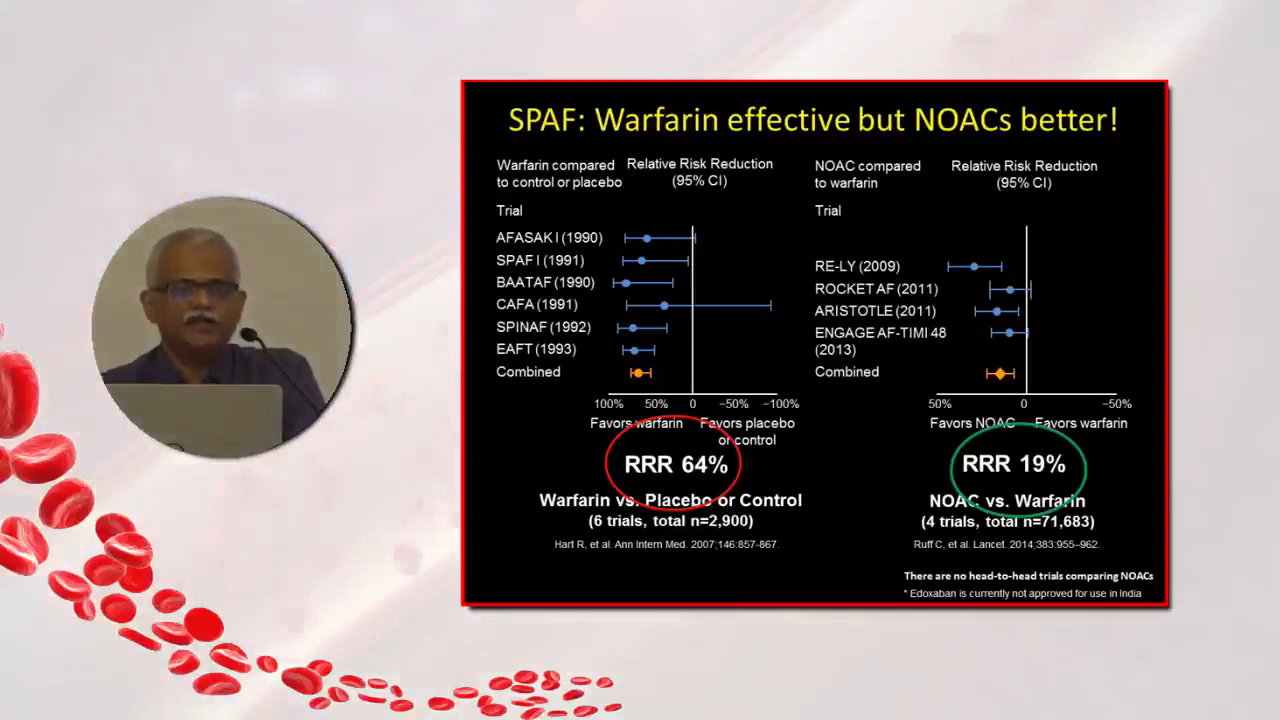 SPAF: Warfarin effective but NOACs better!
Warfarin compared
to control or placebo
Relative Risk Reduction
(95% CI)
Trial
AFASAK I (1990)
SPAF I (1991)
BAATAF (1990)
CAFA (1991)
SPINAF (1992)
EAFT (1993)
Combined
100% 50% 0 −50% −100%
Favors warfarin Favors placebo
or control
RRR 64%
Warfarin vs. Placebo or Control
(6 trials, total n=2,900)
Hart R, et al. Ann Intern Med. 2007;146:857-867.
NOAC compared
to warfarin
Relative Risk Reduction
(95% CI)
Trial
RE-LY (2009)
ROCKET AF (2011)
ARISTOTLE (2011)
ENGAGE AF-TIMI 48
(2013)
Combined
50% 0 −50%
Favors NOAC Favors warfarin
RRR 19%
NOAC vs. Warfarin
(4 trials, total n=71,683)
Ruff C, et al. Lancet. 2014;383:955–962.
There are no head-to-head trials comparing NOACs
* Edoxaban is currently not approved for use in India